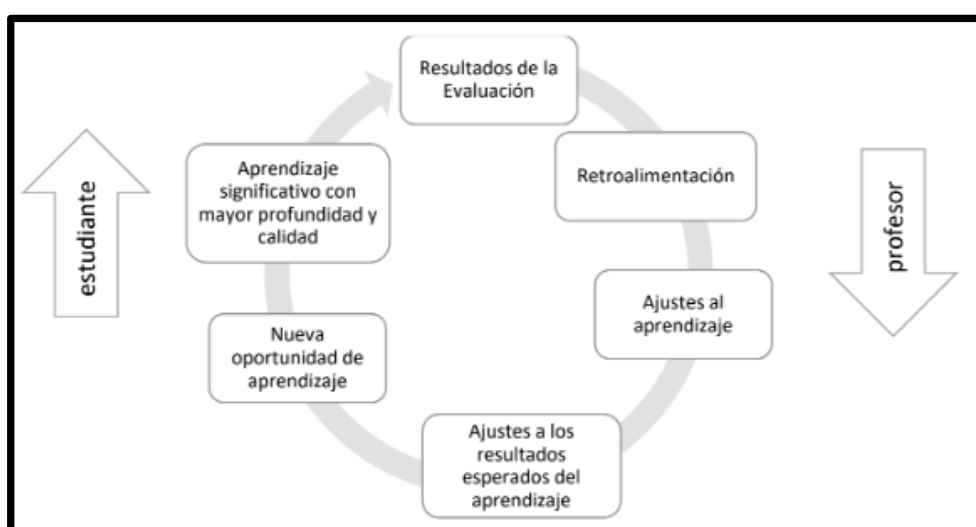 Resultados de la
Evaluación
Retroalimentación
Ajustes al
aprendizaje
Ajustes a los
resultados
esperados del
aprendizaje
Nueva
oportunidad de
aprendizaje
Aprendizaje
significativo con
mayor profundidad y
calidad
estudiante
profesor